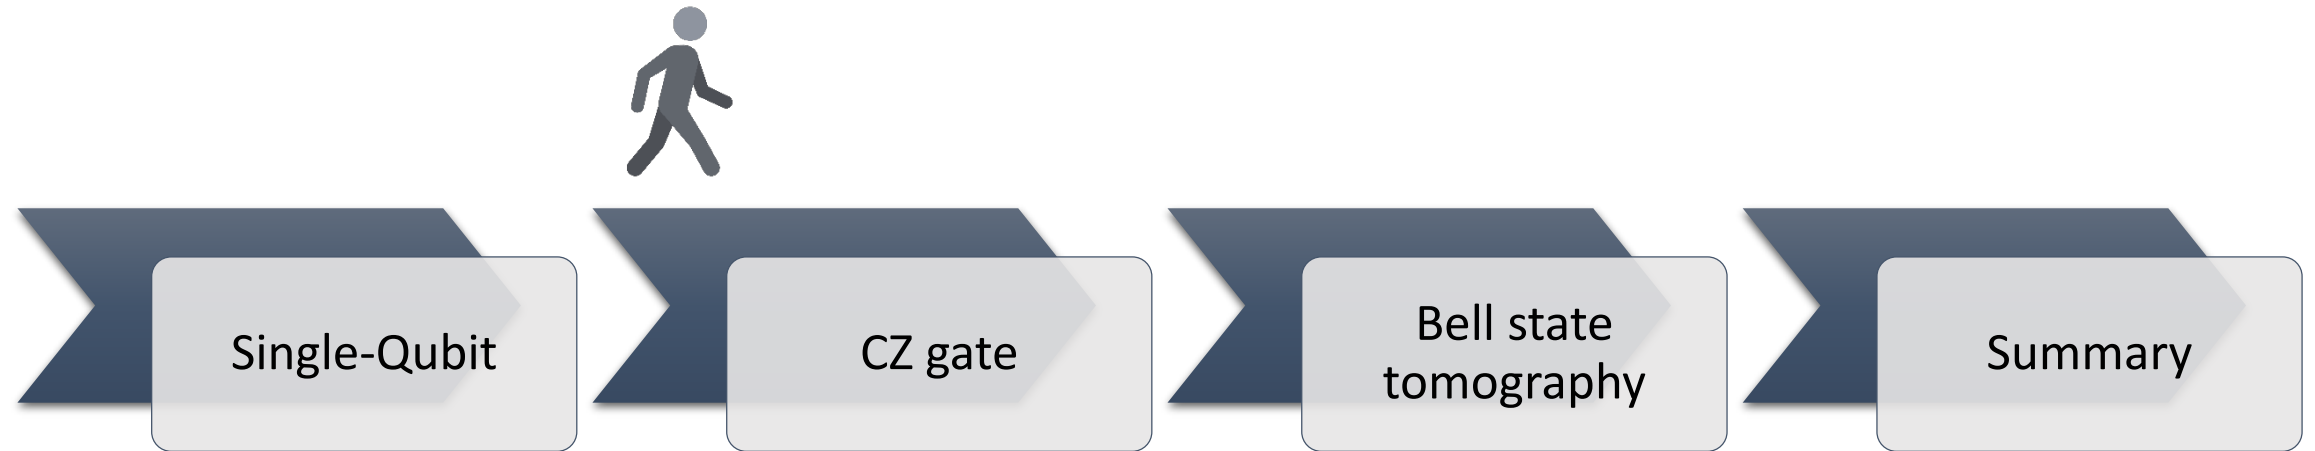 Single-Qubit
CZ gate
Bell state
tomography
Summary